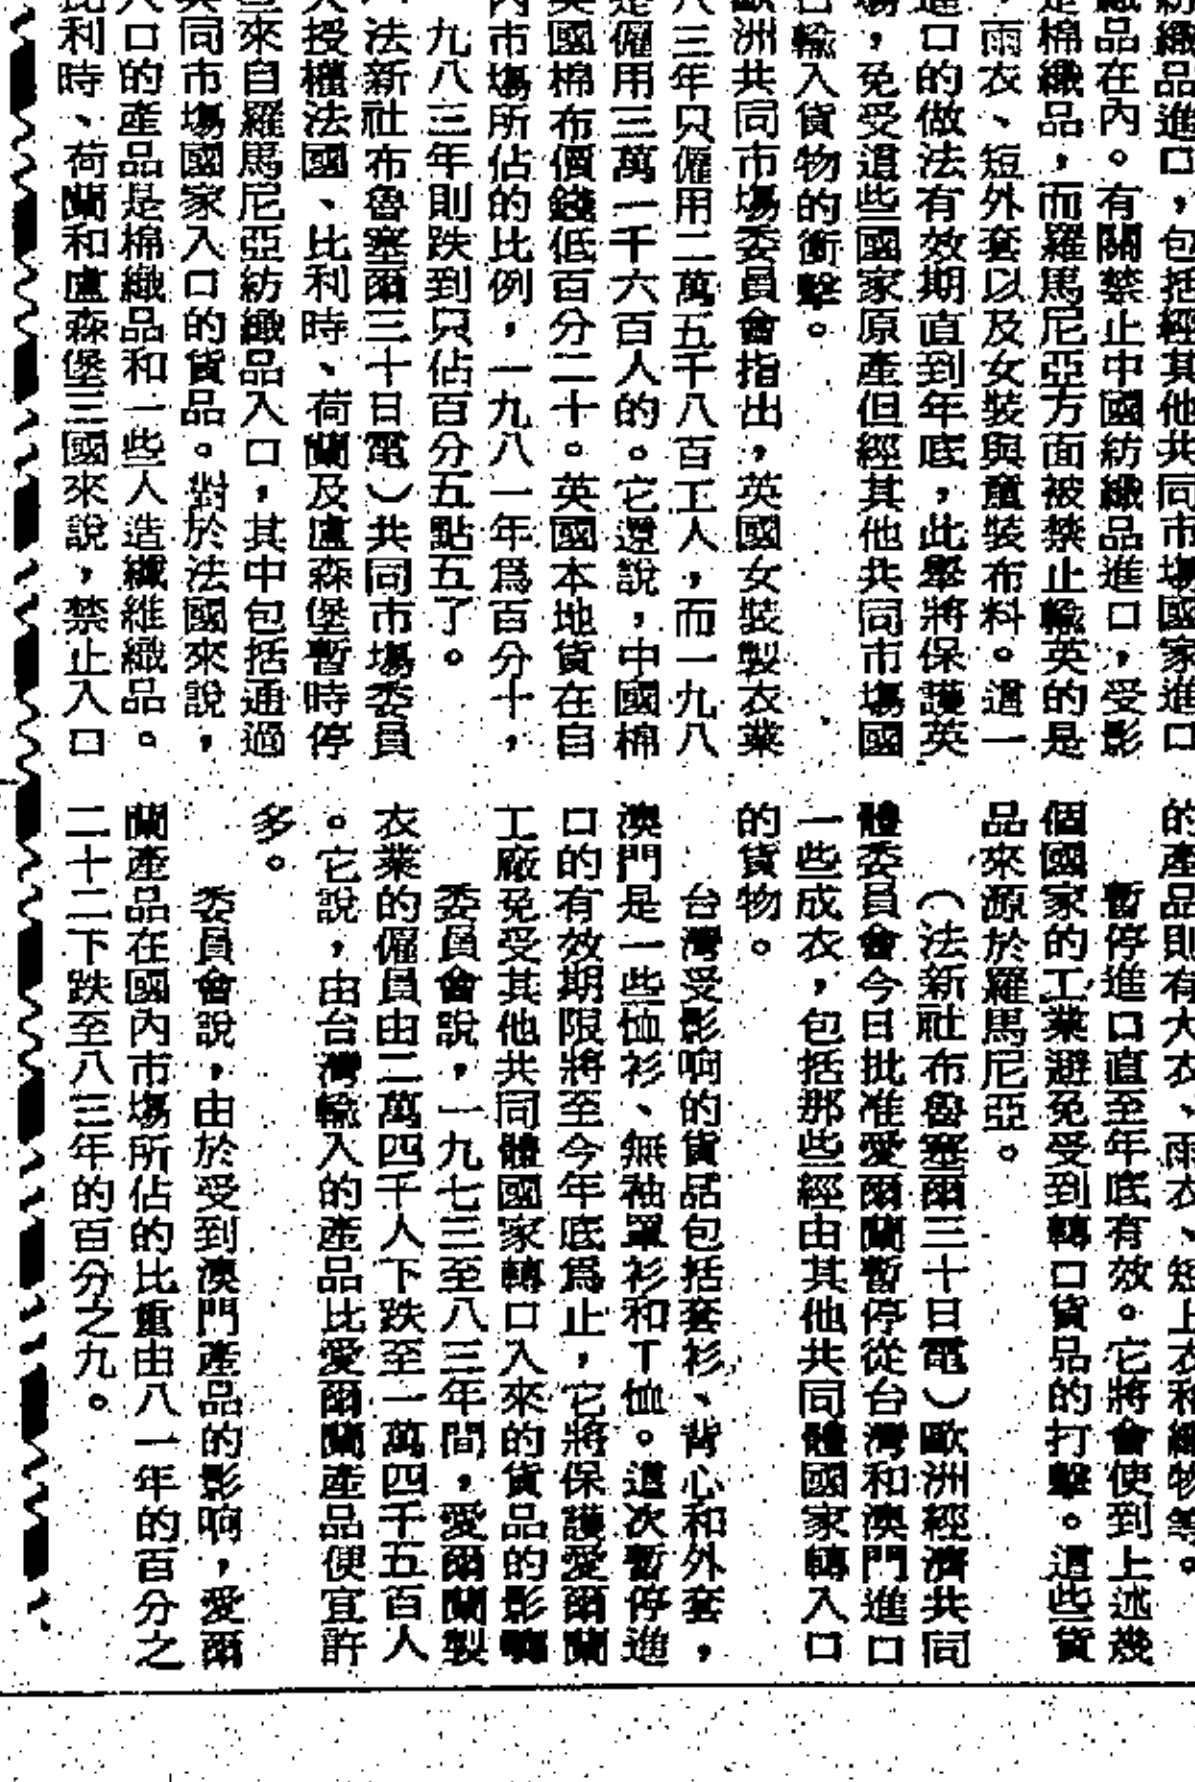 紡織品進口，包括經其他共同市場國家進口
織品在內。有關禁止中國紡織品進口，受影
是棉織品，而羅馬尼亞方面被禁止輸英的是
，雨衣、短外套以及女裝與童裝布料。這一
進口的做法有效期直到年底，此舉將保護英
場，免受這些國家原產但經其他共同市場國
口輸入貨物的衝擊。
歐洲共同市場委員會指出，英國女裝製衣業
八三年只僱用二萬五千八百工人，而一九八
是僱用三萬一千六百人的。它還說，中國棉
英國棉布價錢低百分二十。英國本地貨在自
內市場所佔的比例，一九八一年爲百分十，
九八三年則跌到只佔百分五點五了。
法新社布魯塞爾三十日電）共同市場委員
授權法國、比利時、荷蘭及盧森堡暫時停
來自羅馬尼亞紡織品入口，其中包括通過
共同市場國家入口的貨品。對於法國來說，
入口的產品是棉織品和一些人造纖維織品。
比利時、荷蘭和盧森堡三國來說，禁止入口
的產品則有大衣、雨衣、短上衣和織物等。
暫停進口直至年底有效。它將會使到上述幾
個國家的工業避免受到轉口貨品的打擊。這些貨
品來源於羅馬尼亞。
（法新社布魯塞爾三十日電）歐洲經濟共同
體委員會今日批准愛爾蘭暫停從台灣和澳門進口
一些成衣，包括那些經由其他共同體國家轉入口
的貨物。
台灣受影响的貨品包括套衫、背心和外套，
澳門是一些恤衫、無袖罩衫和T恤。這次暫停進
口的有效期限將至今年底爲止，它將保護愛爾蘭
工廠免受其他共同體國家轉口入來的貨品的影響
委員會說，一九七三至八三年間，愛爾蘭製
衣業的僱員由二萬四千人下跌至一萬四千五百人
。它說，由台灣輸入的產品比愛爾蘭產品便宜許
多。
委員會說，由於受到澳門產品的影响，愛爾
蘭產品在國內市場所佔的比重由八一年的百分之
二十二下跌至八三年的百分之九。